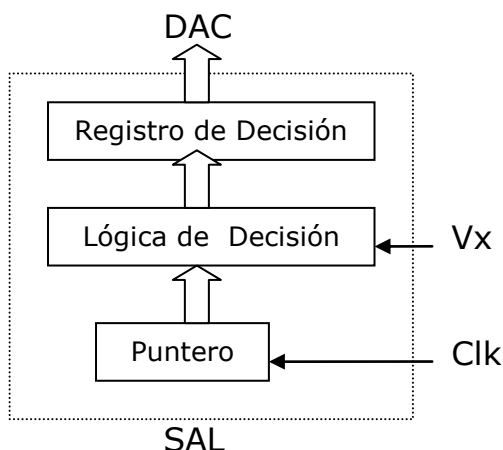 DAC
Registro de Decisión
Lógica de Decisión
Vx
Puntero
Clk
SAL